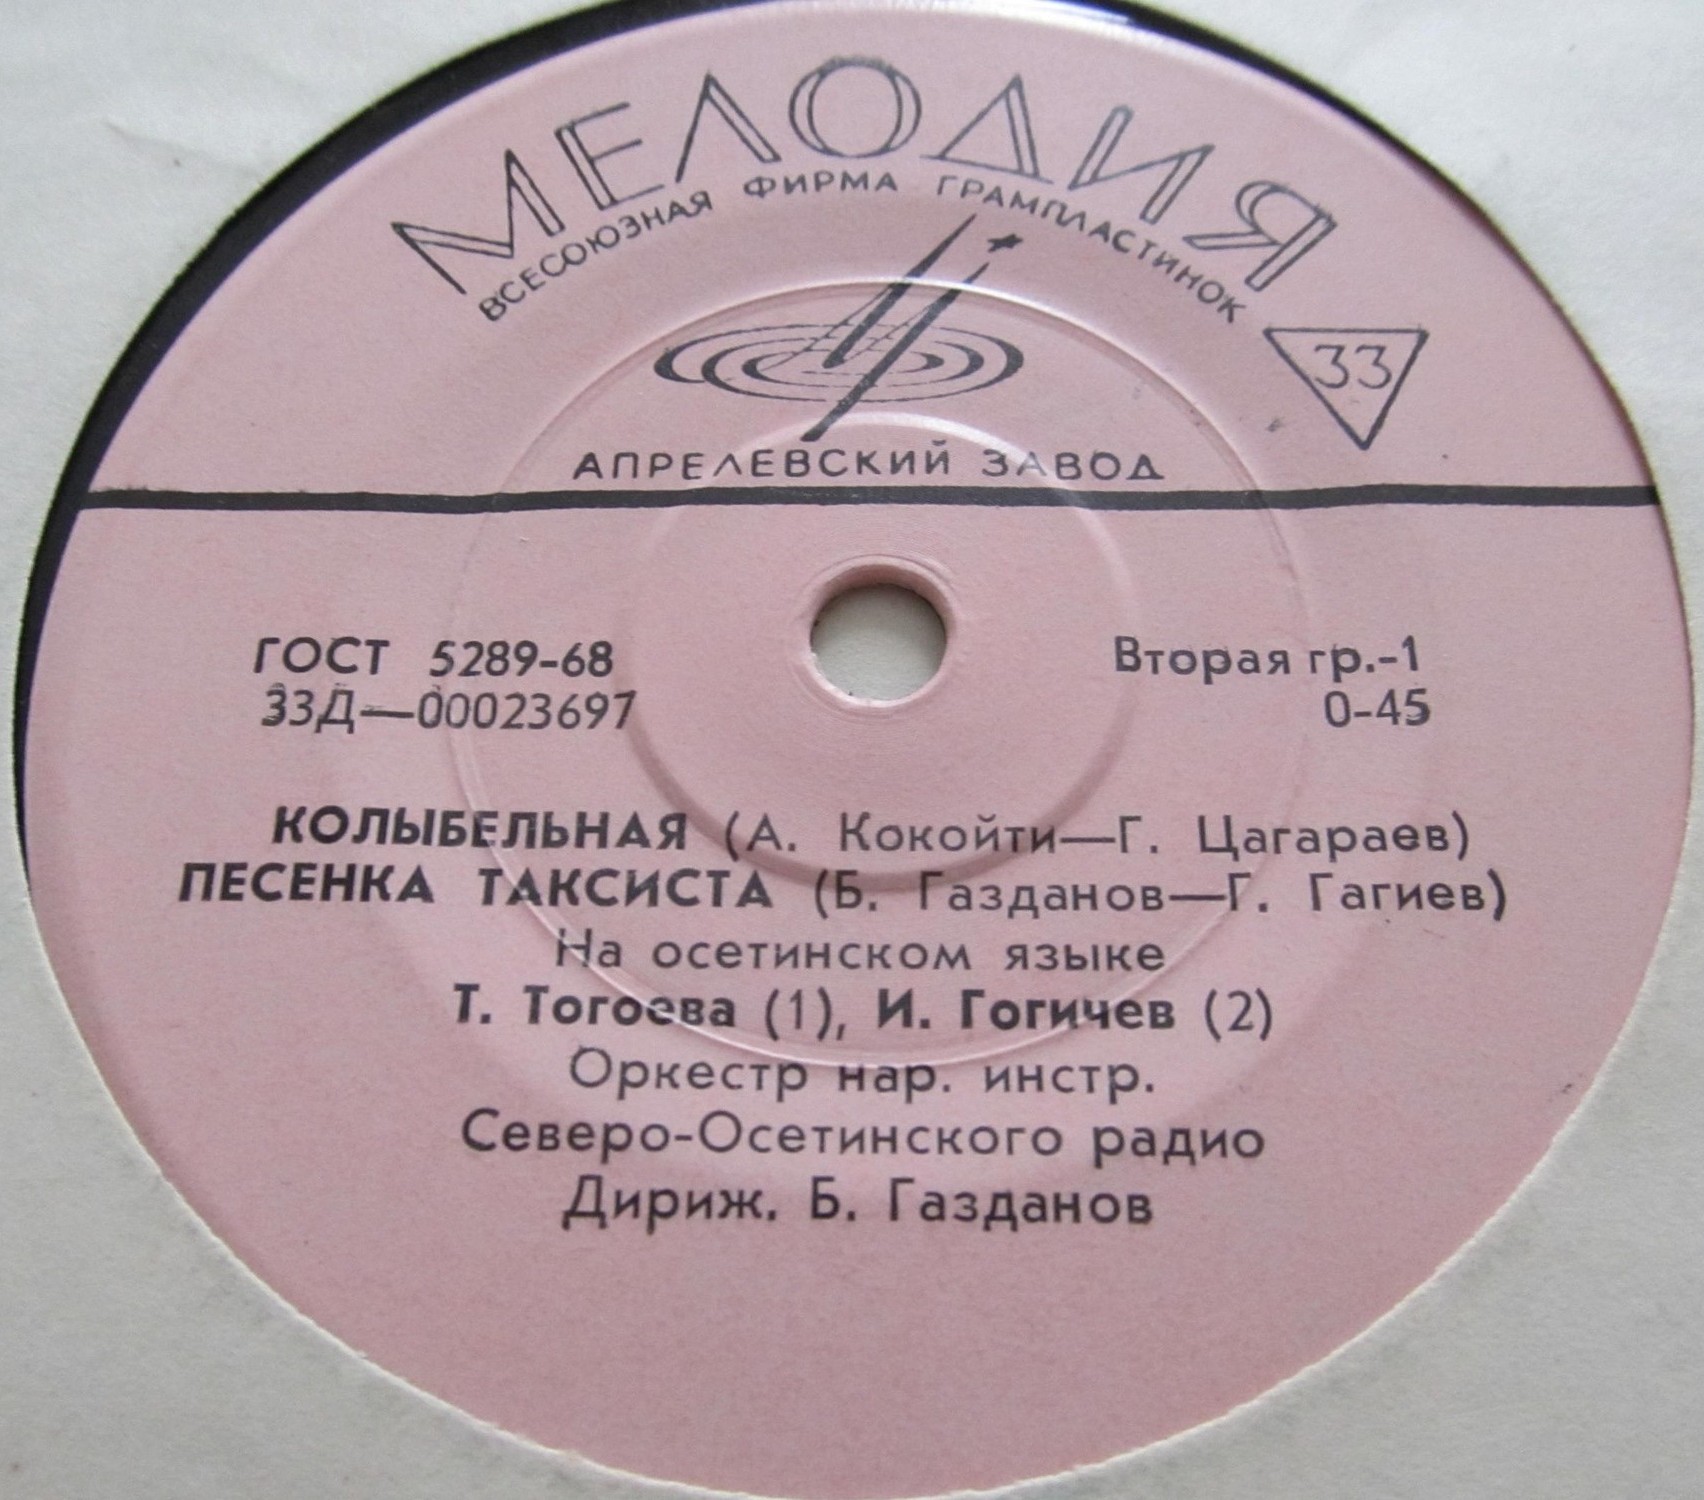 МЕЛОДИЯ
ВСЕСОЮЗНАЯ ФИРМА ГРАМПЛАСТИНОК
33
АПРЕЛЕВСКИЙ ЗАВОД
ГОСТ 5289-68
Вторая гр.-1
33Д—00023697
0-45
КОЛЫБЕЛЬНАЯ (А. Кокойти—Г. Цагараев)
ПЕСЕНКА ТАКСИСТА (Б. Газданов—Г. Гагиев)
На осетинском языке
Т. Тогоева (1), И. Гогичев (2)
Оркестр нар. инстр.
Северо-Осетинского радио
Дириж. Б. Газданов